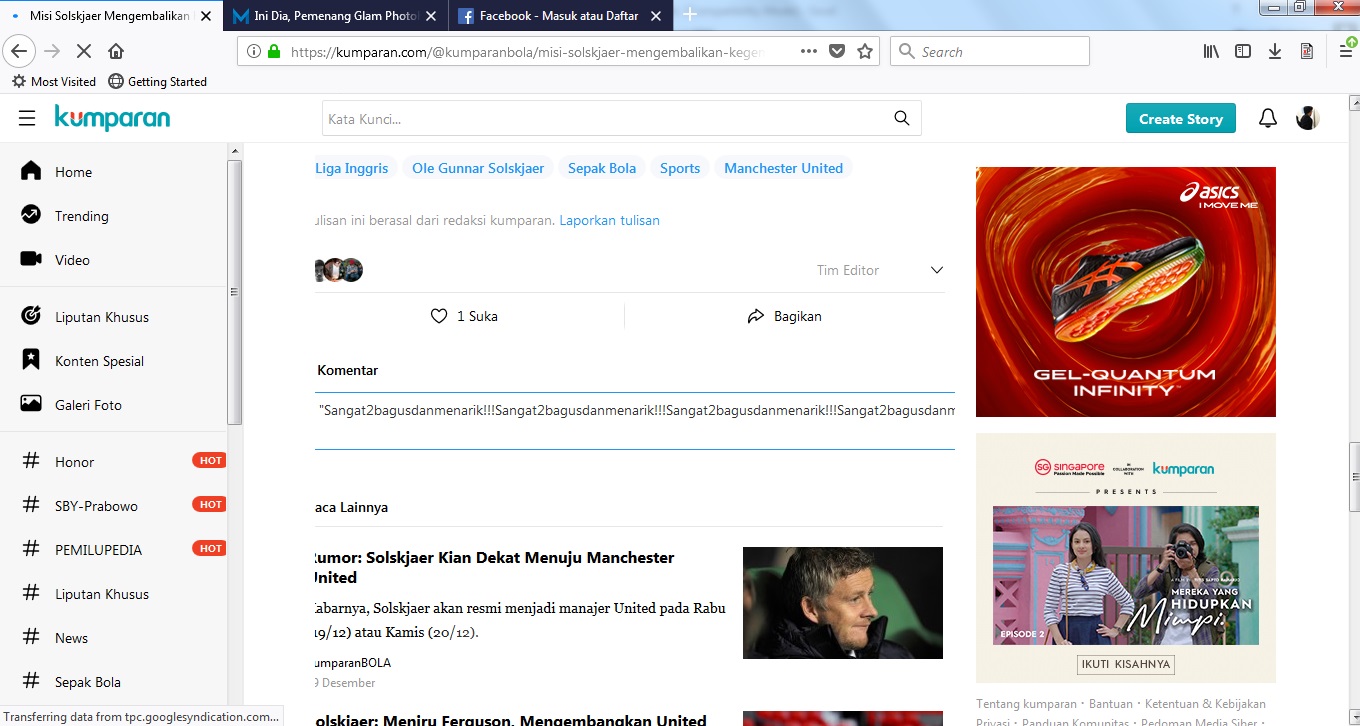 Misi Solskjaer Mengembalikan
Ini Dia, Pemenang Glam Photo
Facebook - Masuk atau Daftar
https://kumparan.com/@kumparanbola/misi-solskjaer-mengembalikan-kegen
Search
Most Visited
Getting Started
kumparan
Kata Kunci...
Create Story
Home
Trending
Video
Liputan Khusus
Konten Spesial
Galeri Foto
Honor HOT
SBY-Prabowo HOT
PEMILUPEDIA HOT
Liputan Khusus
News
Sepak Bola
Liga Inggris
Ole Gunnar Solskjaer
Sepak Bola
Sports
Manchester United
ulisan ini berasal dari redaksi kumparan. Laporkan tulisan
Tim Editor
1 Suka
Bagikan
Komentar
"Sangat2bagusdanmenarik!!!Sangat2bagusdanmenarik!!!Sangat2bagusdanmenarik!!!Sangat2bagusdanm
aca Lainnya
Rumor: Solskjaer Kian Dekat Menuju Manchester
United
Kabarnya, Solskjaer akan resmi menjadi manajer United pada Rabu
(19/12) atau Kamis (20/12).
umparanBOLA
9 Desember
olskjaer: Meniru Ferguson, Mengembangkan United
asics
I MOVE ME
GEL-QUANTUM
INFINITY™
SG SINGAPORE
Passion Made Possible
IN COLLABORATION WITH
kumparan
PRESENTS
MEREKA YANG
HIDUPKAN
Mimpi.
EPISODE 2
IKUTI KISAHNYA
Tentang kumparan · Bantuan · Ketentuan & Kebijakan
Privasi · Panduan Komunitas · Pedoman Media Siber ·
Transferring data from tpc.googlesyndication.com...